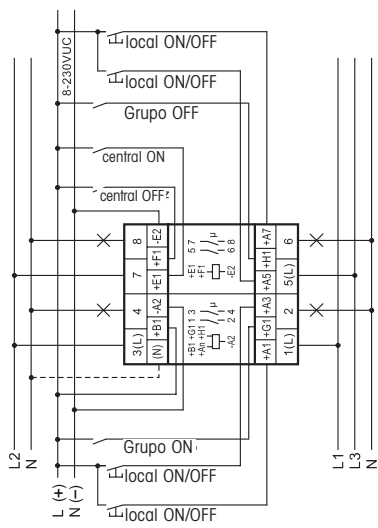 8-230VUC
local ON/OFF
local ON/OFF
Grupo OFF
central ON
central OFF
8 -E2
7 +F1
+E1
4 -A2
+B1
3(L) (N)
5 7 µ 6 8
+E1
+F1 -E2
+B1 +G1 1 3 µ 2 4
+An +H1
-A2
+A7 6
+H1
+A5 5(L)
+A3 2
+G1
+A1 1(L)
Grupo ON
local ON/OFF
local ON/OFF
L2
N
L (+)
N (−)
L1
L3
N